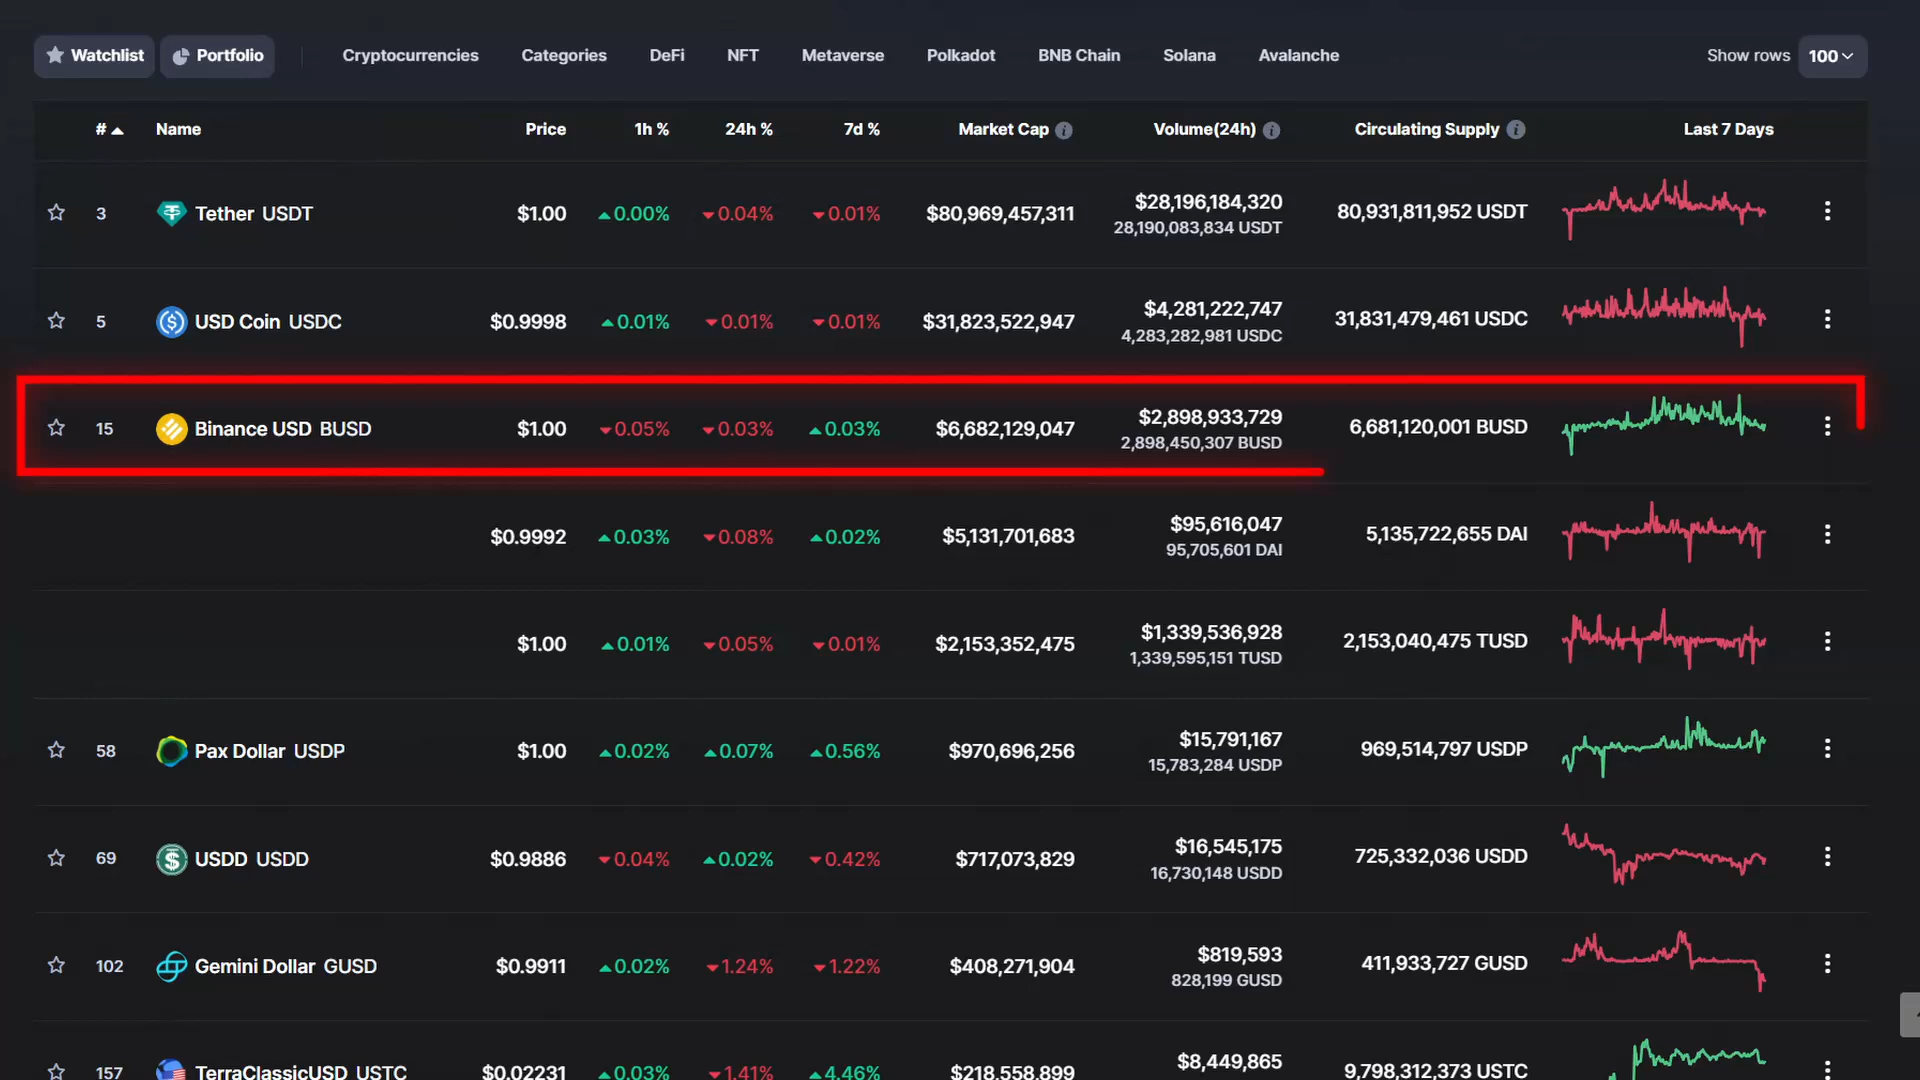 Watchlist Portfolio Cryptocurrencies Categories DeFi NFT Metaverse Polkadot BNB Chain Solana Avalanche Show rows 100
# Name Price 1h % 24h % 7d % Market Cap Volume(24h) Circulating Supply Last 7 Days
3 Tether USDT $1.00 0.00% 0.04% 0.01% $80,969,457,311 $28,196,184,320 80,931,811,952 USDT
28,190,083,834 USDT
5 USD Coin USDC $0.9998 0.01% 0.01% 0.01% $31,823,522,947 $4,281,222,747 31,831,479,461 USDC
4,283,282,981 USDC
15 Binance USD BUSD $1.00 0.05% 0.03% 0.03% $6,682,129,047 $2,898,933,729 6,681,120,001 BUSD
2,898,450,307 BUSD
$0.9992 0.03% 0.08% 0.02% $5,131,701,683 $95,616,047 5,135,722,655 DAI
95,705,601 DAI
$1.00 0.01% 0.05% 0.01% $2,153,352,475 $1,339,536,928 2,153,040,475 TUSD
1,339,595,151 TUSD
58 Pax Dollar USDP $1.00 0.02% 0.07% 0.56% $970,696,256 $15,791,167 969,514,797 USDP
15,783,284 USDP
69 USDD USDD $0.9886 0.04% 0.02% 0.42% $717,073,829 $16,545,175 725,332,036 USDD
16,730,148 USDD
102 Gemini Dollar GUSD $0.9911 0.02% 1.24% 1.22% $408,271,904 $819,593 411,933,727 GUSD
828,199 GUSD
157 TerraClassicUSD USTC $0.02231 0.03% 1.41% 4.46% $218,558,899 $8,449,865 9,798,312,373 USTC